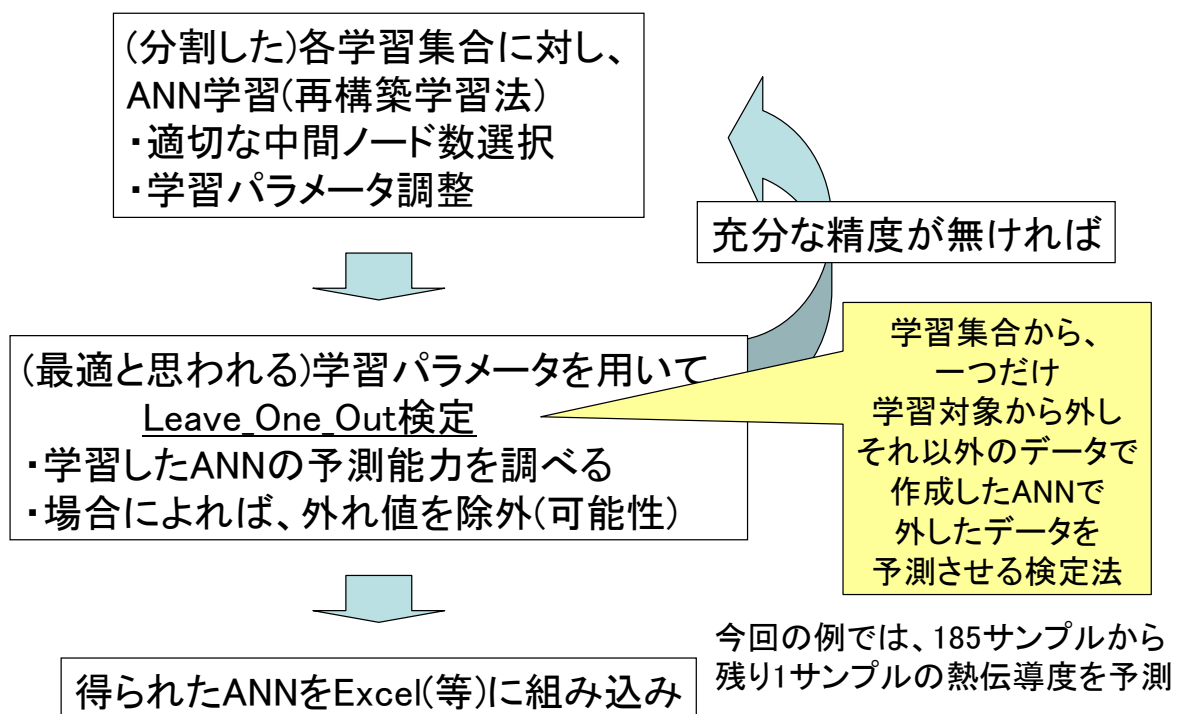 (分割した)各学習集合に対し、
ANN学習(再構築学習法)
・適切な中間ノード数選択
・学習パラメータ調整
充分な精度が無ければ
(最適と思われる)学習パラメータを用いて
Leave_One_Out検定
・学習したANNの予測能力を調べる
・場合によれば、外れ値を除外(可能性)
学習集合から、
一つだけ
学習対象から外し
それ以外のデータで
作成したANNで
外したデータを
予測させる検定法
今回の例では、185サンプルから
残り1サンプルの熱伝導度を予測
得られたANNをExcel(等)に組み込み